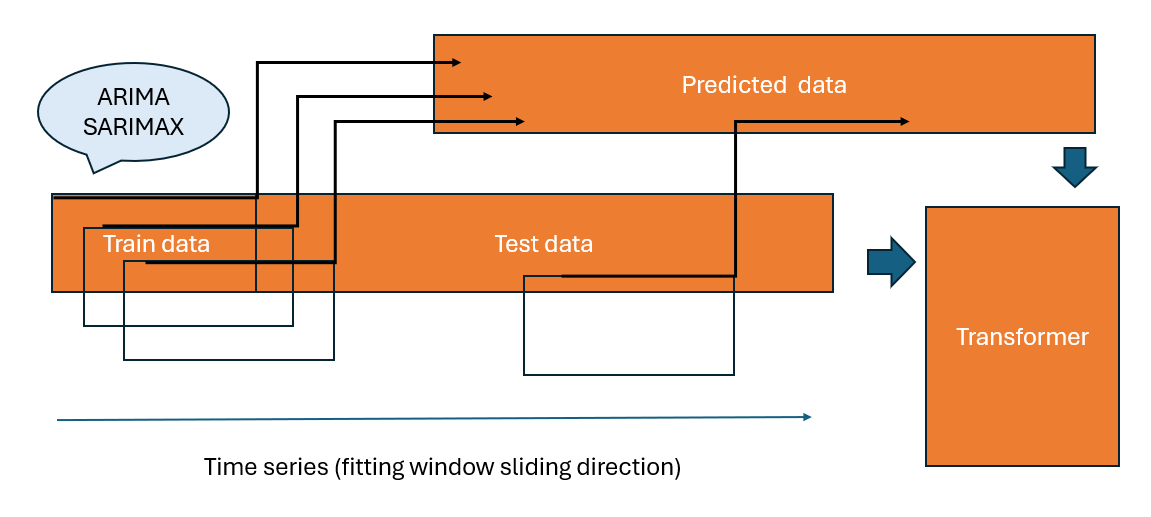 ARIMA
SARIMAX
Predicted  data
Train data
Test data
Transformer
Time series (fitting window sliding direction)